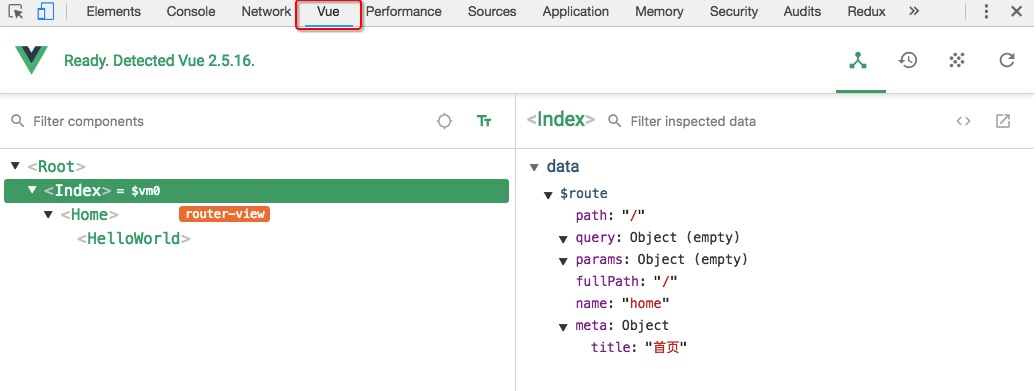 Elements Console Network Vue Performance Sources Application Memory Security Audits Redux »
Ready. Detected Vue 2.5.16.
Filter components
<Index> Filter inspected data
<Root>
<Index> = $vm0
<Home> router-view
<HelloWorld>
data
$route
path: "/"
query: Object (empty)
params: Object (empty)
fullPath: "/"
name: "home"
meta: Object
title: "首页"